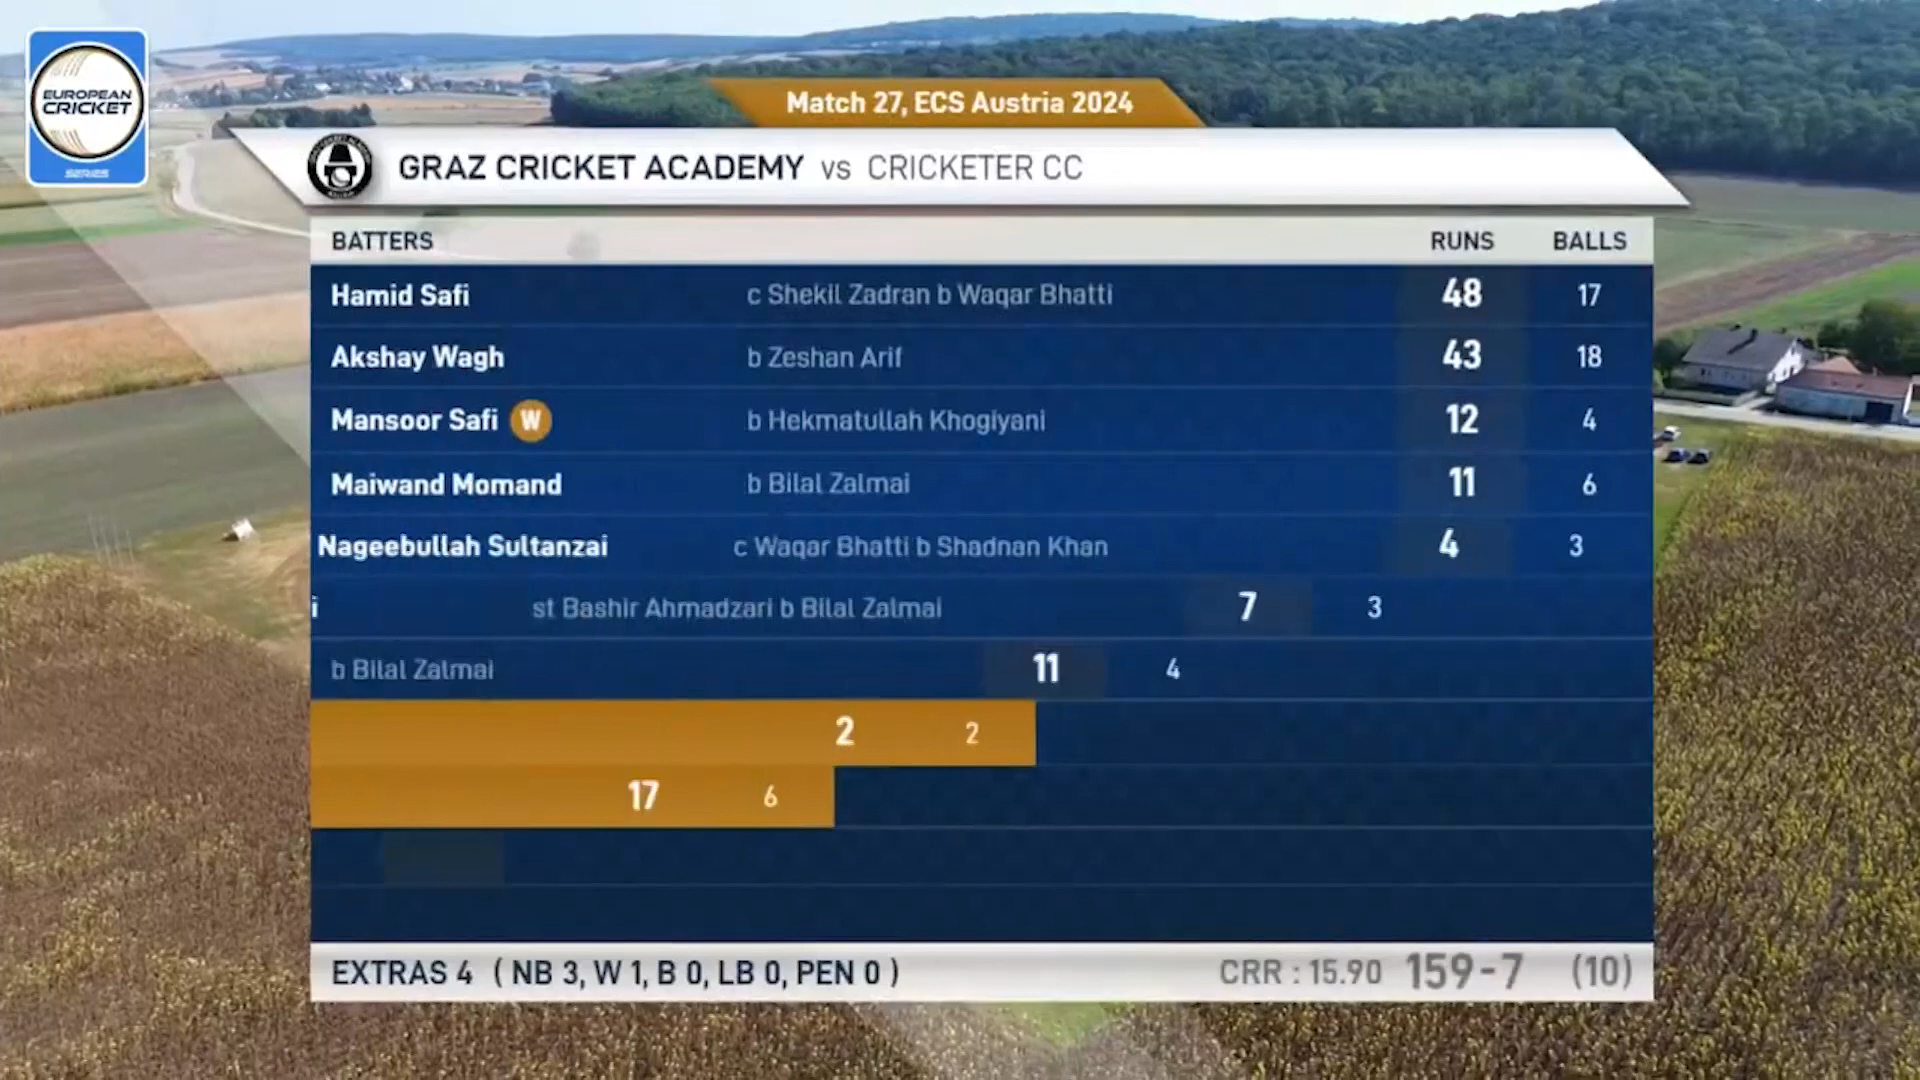 EUROPEAN
CRICKET
SERIES
Match 27, ECS Austria 2024
GRAZ CRICKET ACADEMY vs CRICKETER CC
BATTERS RUNS BALLS
Hamid Safi c Shekil Zadran b Waqar Bhatti 48 17
Akshay Wagh b Zeshan Arif 43 18
Mansoor Safi W b Hekmatullah Khogiyani 12 4
Maiwand Momand b Bilal Zalmai 11 6
Nageebullah Sultanzai c Waqar Bhatti b Shadnan Khan 4 3
i st Bashir Ahmadzari b Bilal Zalmai 7 3
b Bilal Zalmai 11 4
2 2
17 6
EXTRAS 4 ( NB 3, W 1, B 0, LB 0, PEN 0 ) CRR : 15.90 159-7 (10)